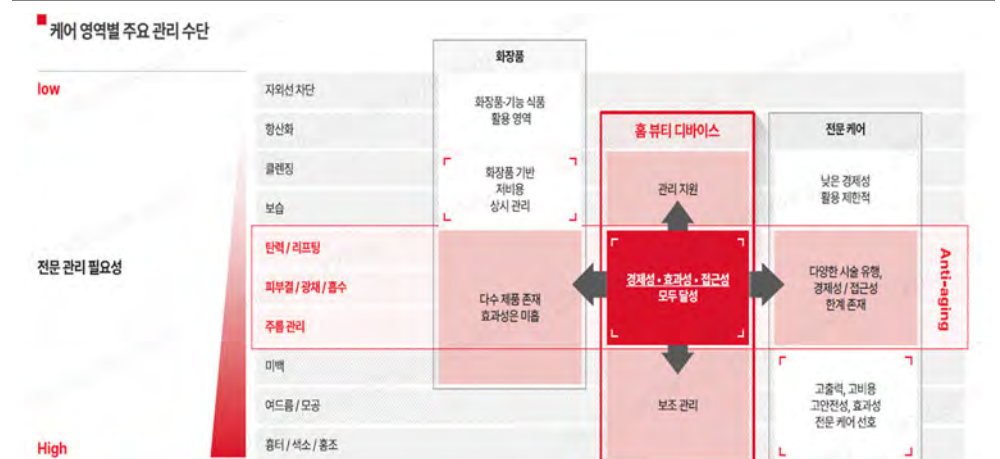 케어 영역별 주요 관리 수단
low
전문 관리 필요성
High
자외선 차단
항산화
클렌징
보습
탄력 / 리프팅
피부결 / 광채 / 흡수
주름 관리
미백
여드름 / 모공
흉터 / 색소 / 홍조
화장품
화장품·기능 식품
활용 영역
화장품 기반
저비용
상시 관리
다수 제품 존재
효과성은 미흡
홈 뷰티 디바이스
관리 지원
경제성·효과성·접근성
모두 달성
보조 관리
전문 케어
낮은 경제성
활용 제한적
다양한 시술 유행,
경제성 / 접근성
한계 존재
고출력, 고비용
고안전성, 효과성
전문 케어 선호
Anti-aging